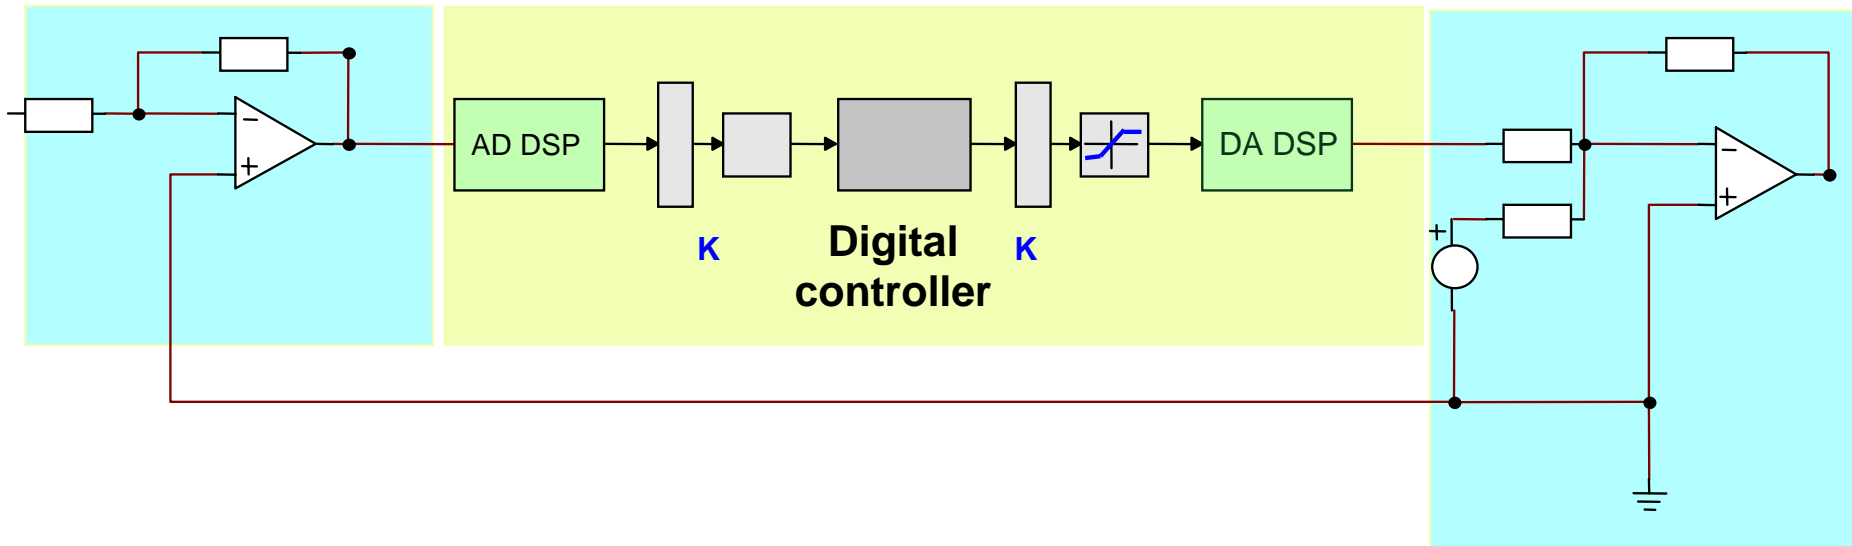 AD DSP
DA DSP
K
Digital
controller
K